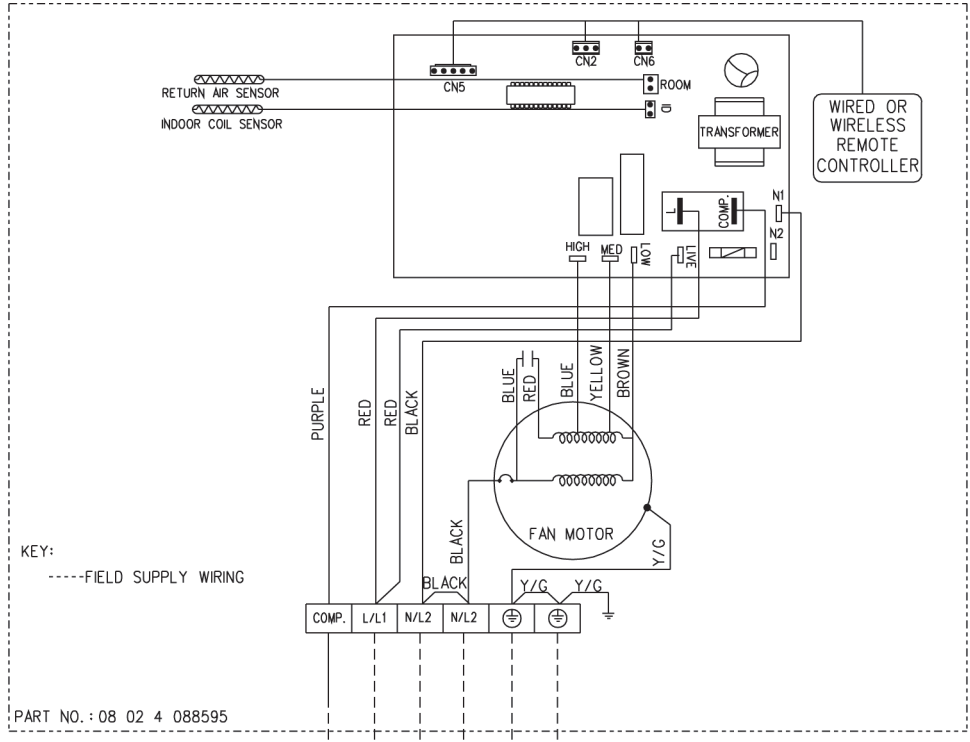 CN2
CN6
CN5
ROOM
ID
RETURN AIR SENSOR
INDOOR COIL SENSOR
TRANSFORMER
WIRED OR
WIRELESS
REMOTE
CONTROLLER
L
COMP.
N1
N2
HIGH
MED
LOW
LIVE
PURPLE
RED
RED
BLACK
BLUE
RED
BLUE
YELLOW
BROWN
FAN MOTOR
BLACK
Y/G
KEY:
-----FIELD SUPPLY WIRING
BLACK
Y/G
Y/G
COMP.
L/L1
N/L2
N/L2
PART NO.: 08 02 4 088595